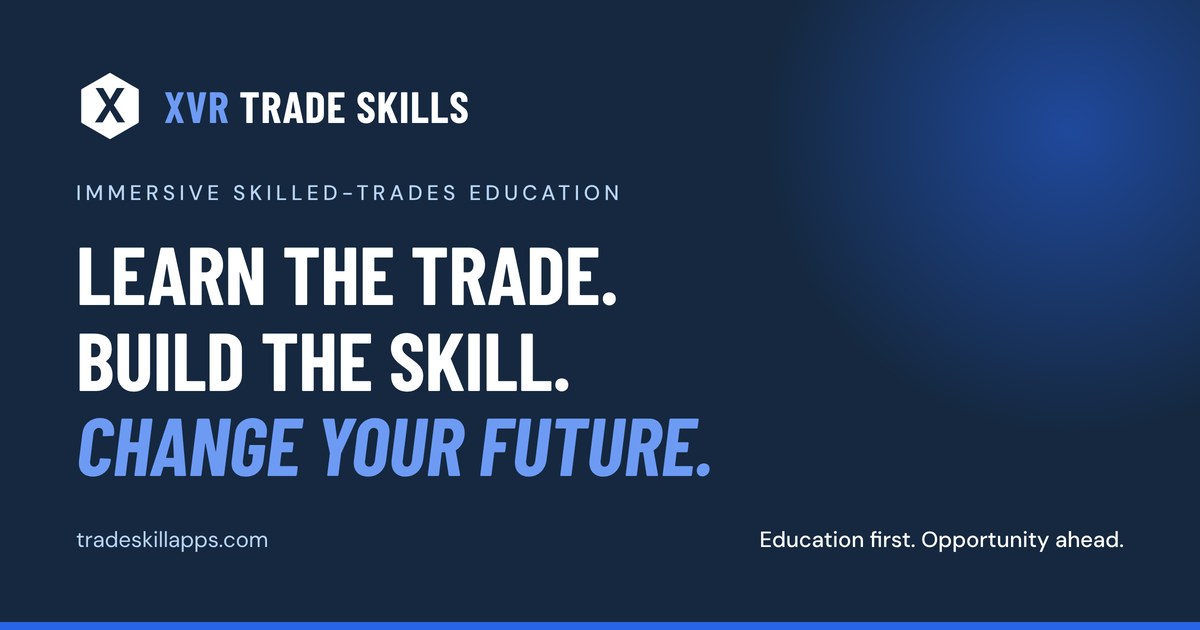 X
XVR TRADE SKILLS
IMMERSIVE SKILLED-TRADES EDUCATION
LEARN THE TRADE.
BUILD THE SKILL.
CHANGE YOUR FUTURE.
tradeskillapps.com
Education first. Opportunity ahead.